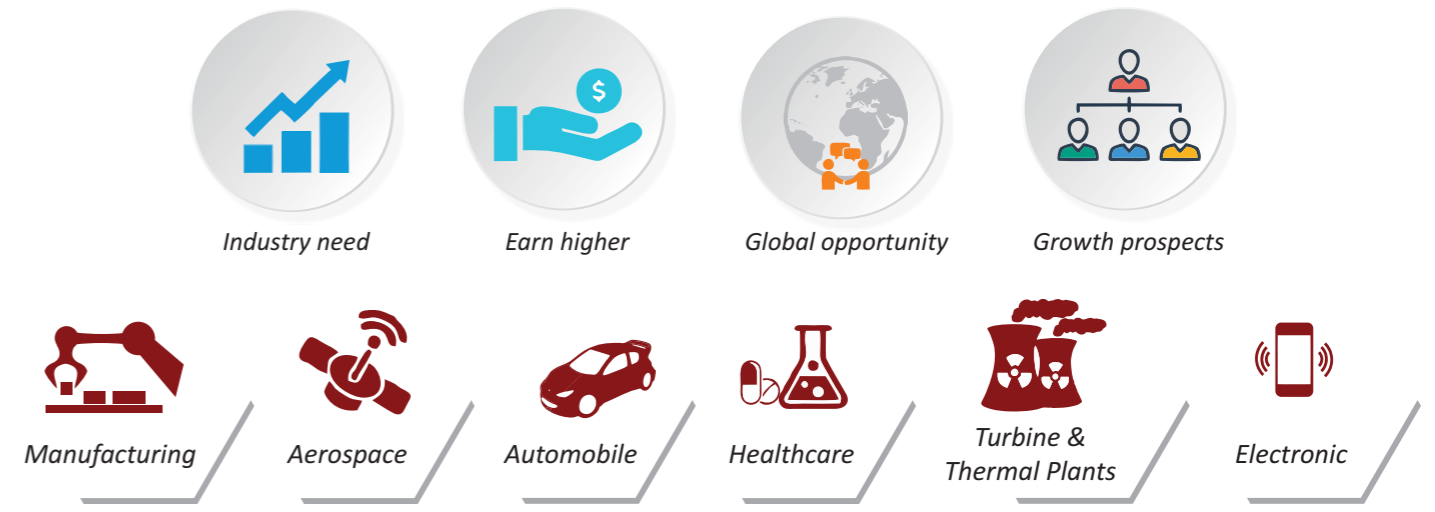 $
Industry need
Earn higher
Global opportunity
Growth prospects
Manufacturing
Aerospace
Automobile
Healthcare
Turbine &
Thermal Plants
Electronic